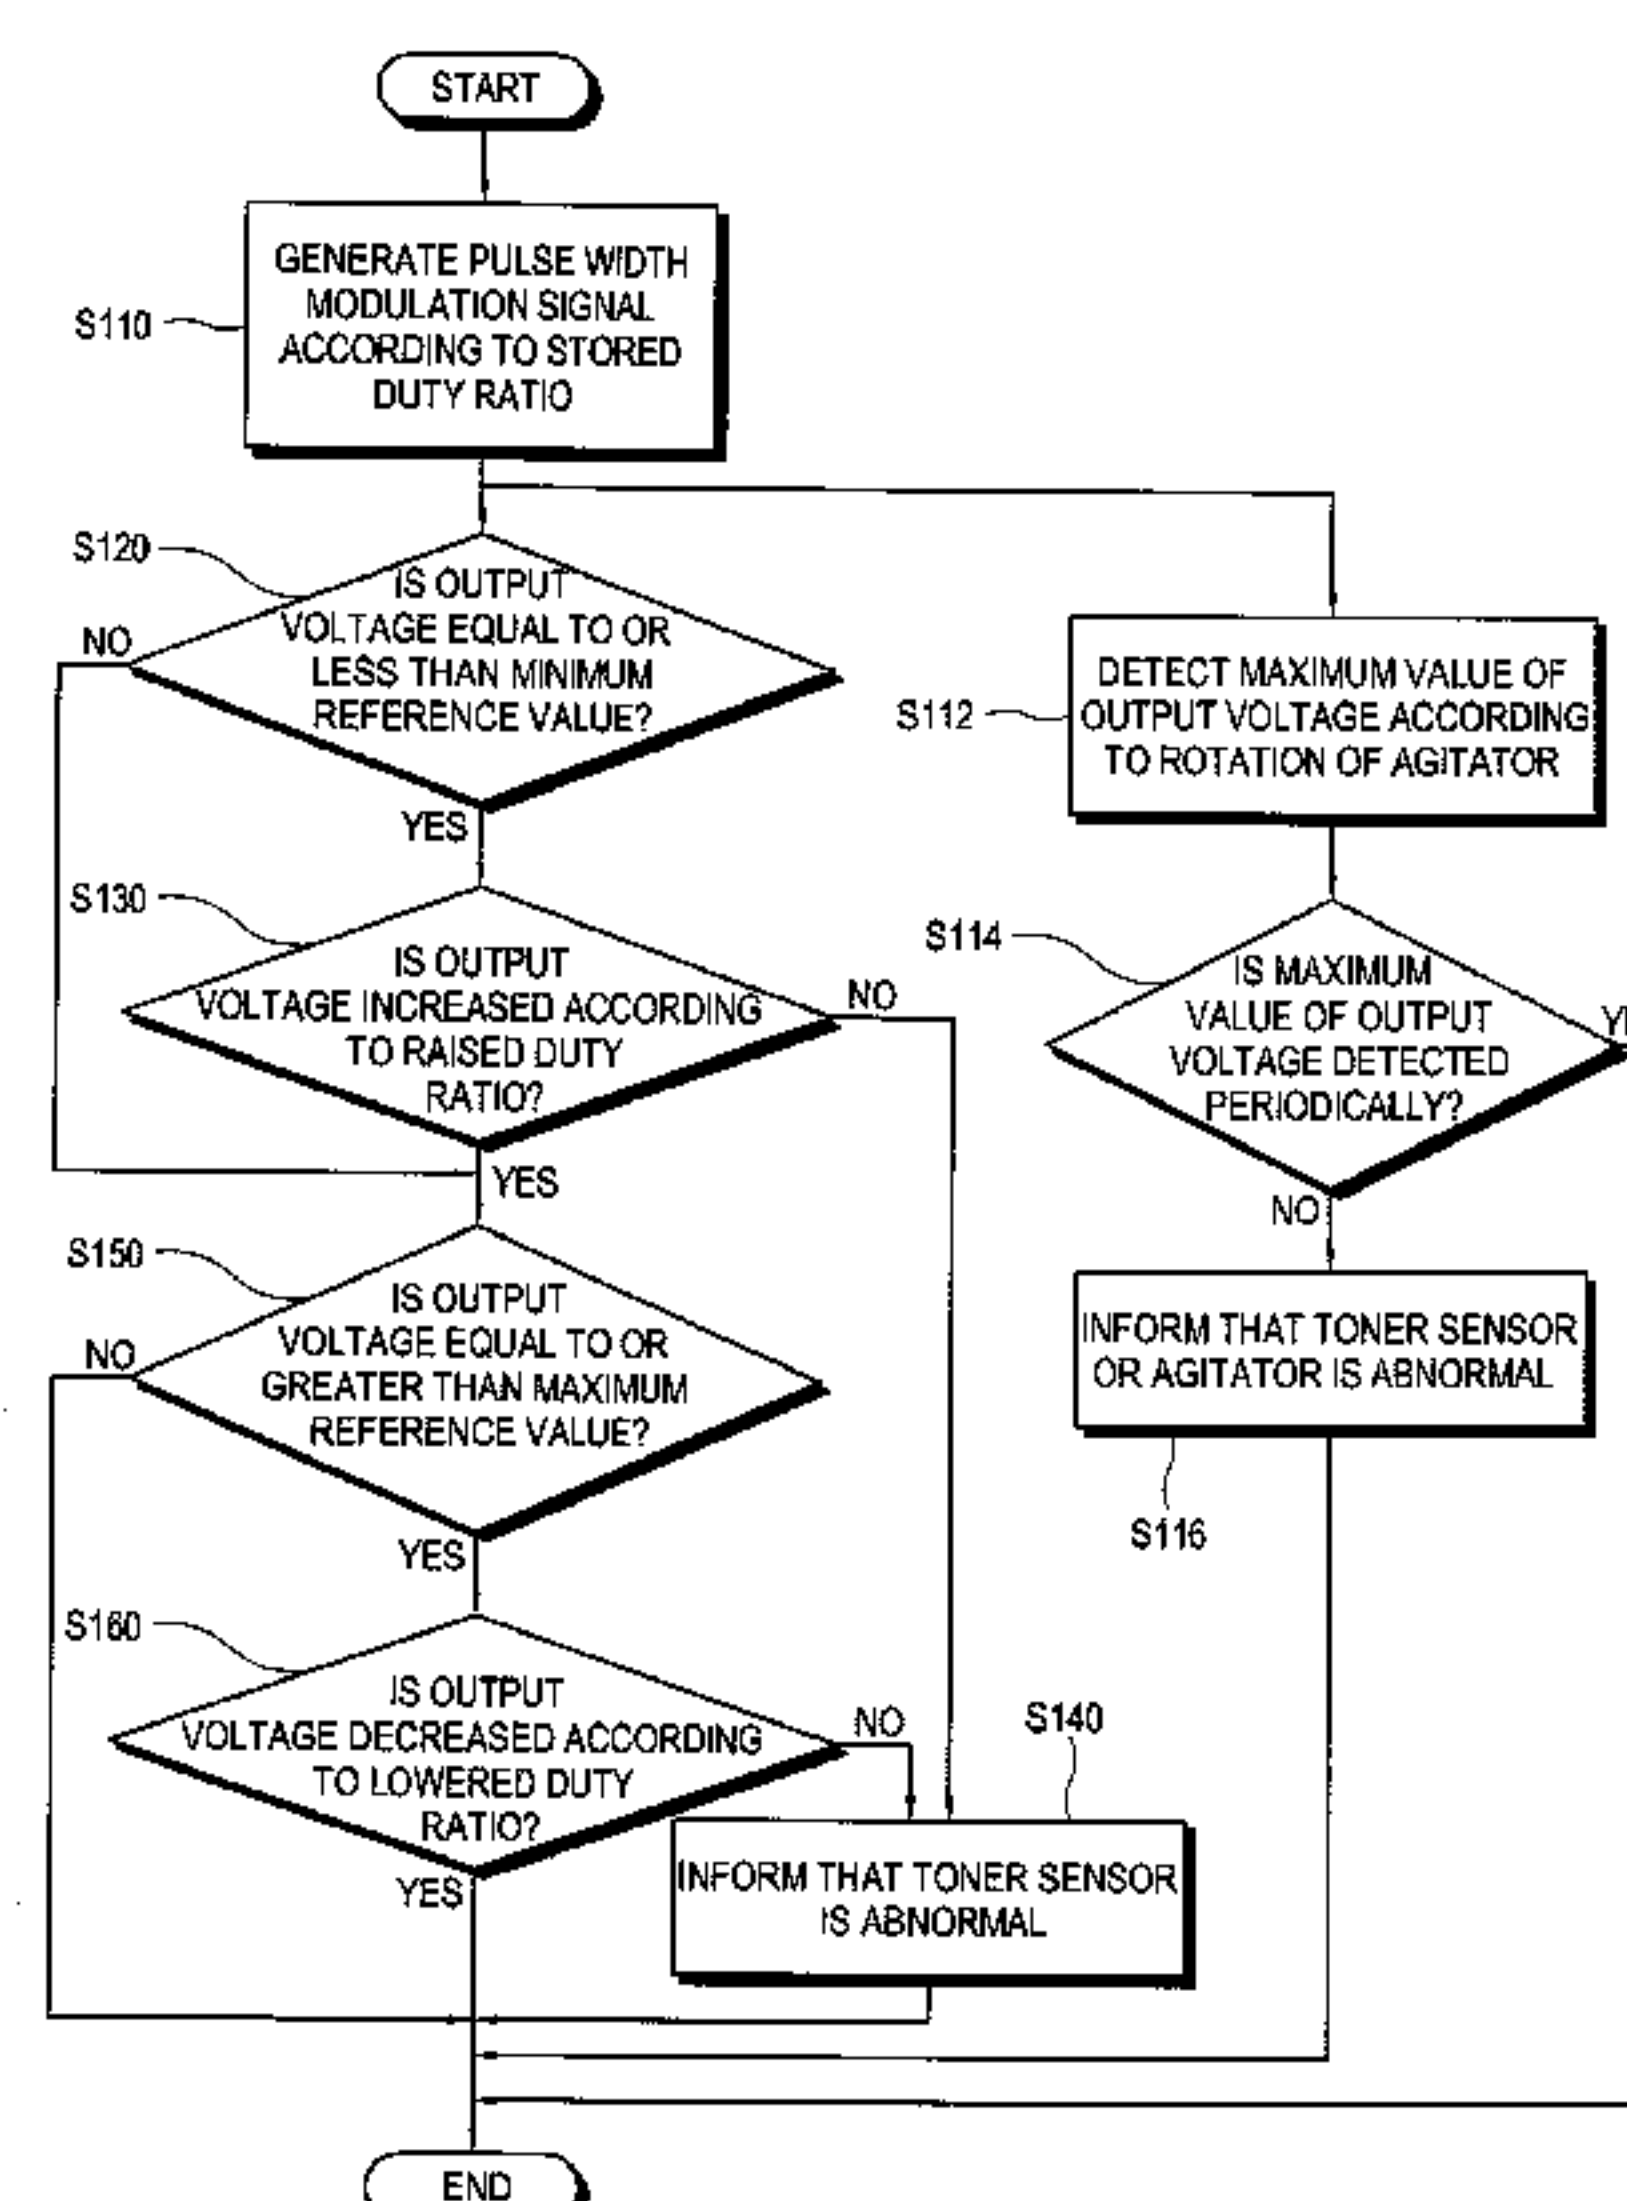 START
GENERATE PULSE WIDTH
MODULATION SIGNAL
ACCORDING TO STORED
DUTY RATIO
S110
S120
IS OUTPUT
VOLTAGE EQUAL TO OR
LESS THAN MINIMUM
REFERENCE VALUE?
NO
YES
S112
DETECT MAXIMUM VALUE OF
OUTPUT VOLTAGE ACCORDING
TO ROTATION OF AGITATOR
S130
IS OUTPUT
VOLTAGE INCREASED ACCORDING
TO RAISED DUTY
RATIO?
NO
YES
S114
IS MAXIMUM
VALUE OF OUTPUT
VOLTAGE DETECTED
PERIODICALLY?
NO
S150
IS OUTPUT
VOLTAGE EQUAL TO OR
GREATER THAN MAXIMUM
REFERENCE VALUE?
NO
YES
INFORM THAT TONER SENSOR
OR AGITATOR IS ABNORMAL
S116
S160
IS OUTPUT
VOLTAGE DECREASED ACCORDING
TO LOWERED DUTY
RATIO?
NO
YES
S140
INFORM THAT TONER SENSOR
IS ABNORMAL
END